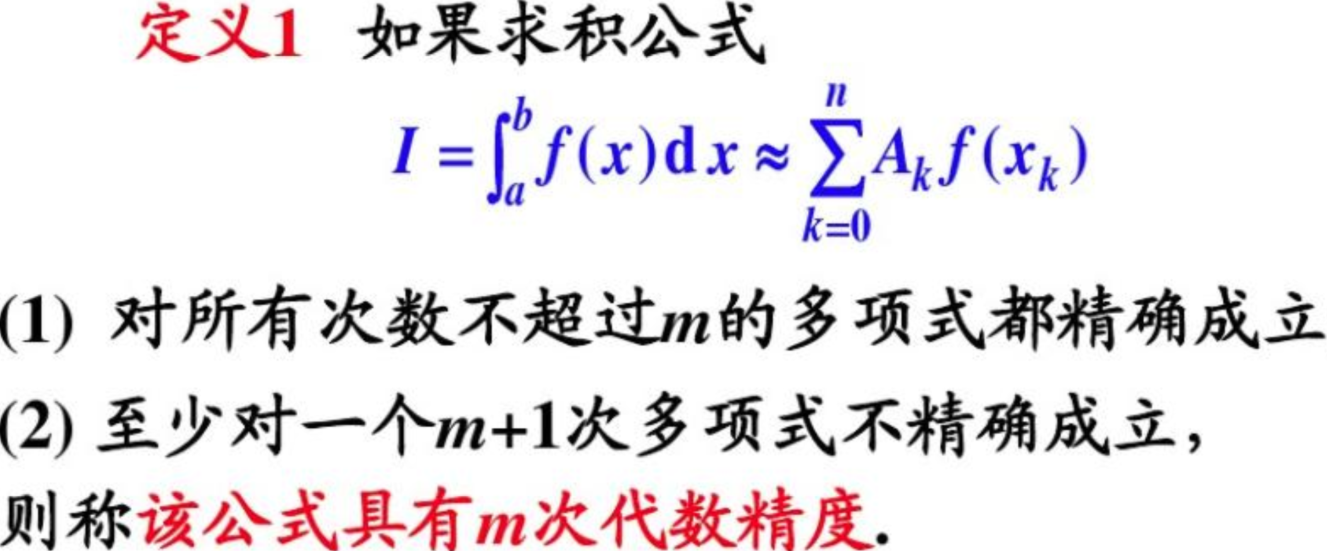 定义1 如果求积公式
I = ∫_a^b f(x)dx ≈ ∑_{k=0}^n A_k f(x_k)
(1) 对所有次数不超过m的多项式都精确成立
(2) 至少对一个m+1次多项式不精确成立，
则称该公式具有m次代数精度.